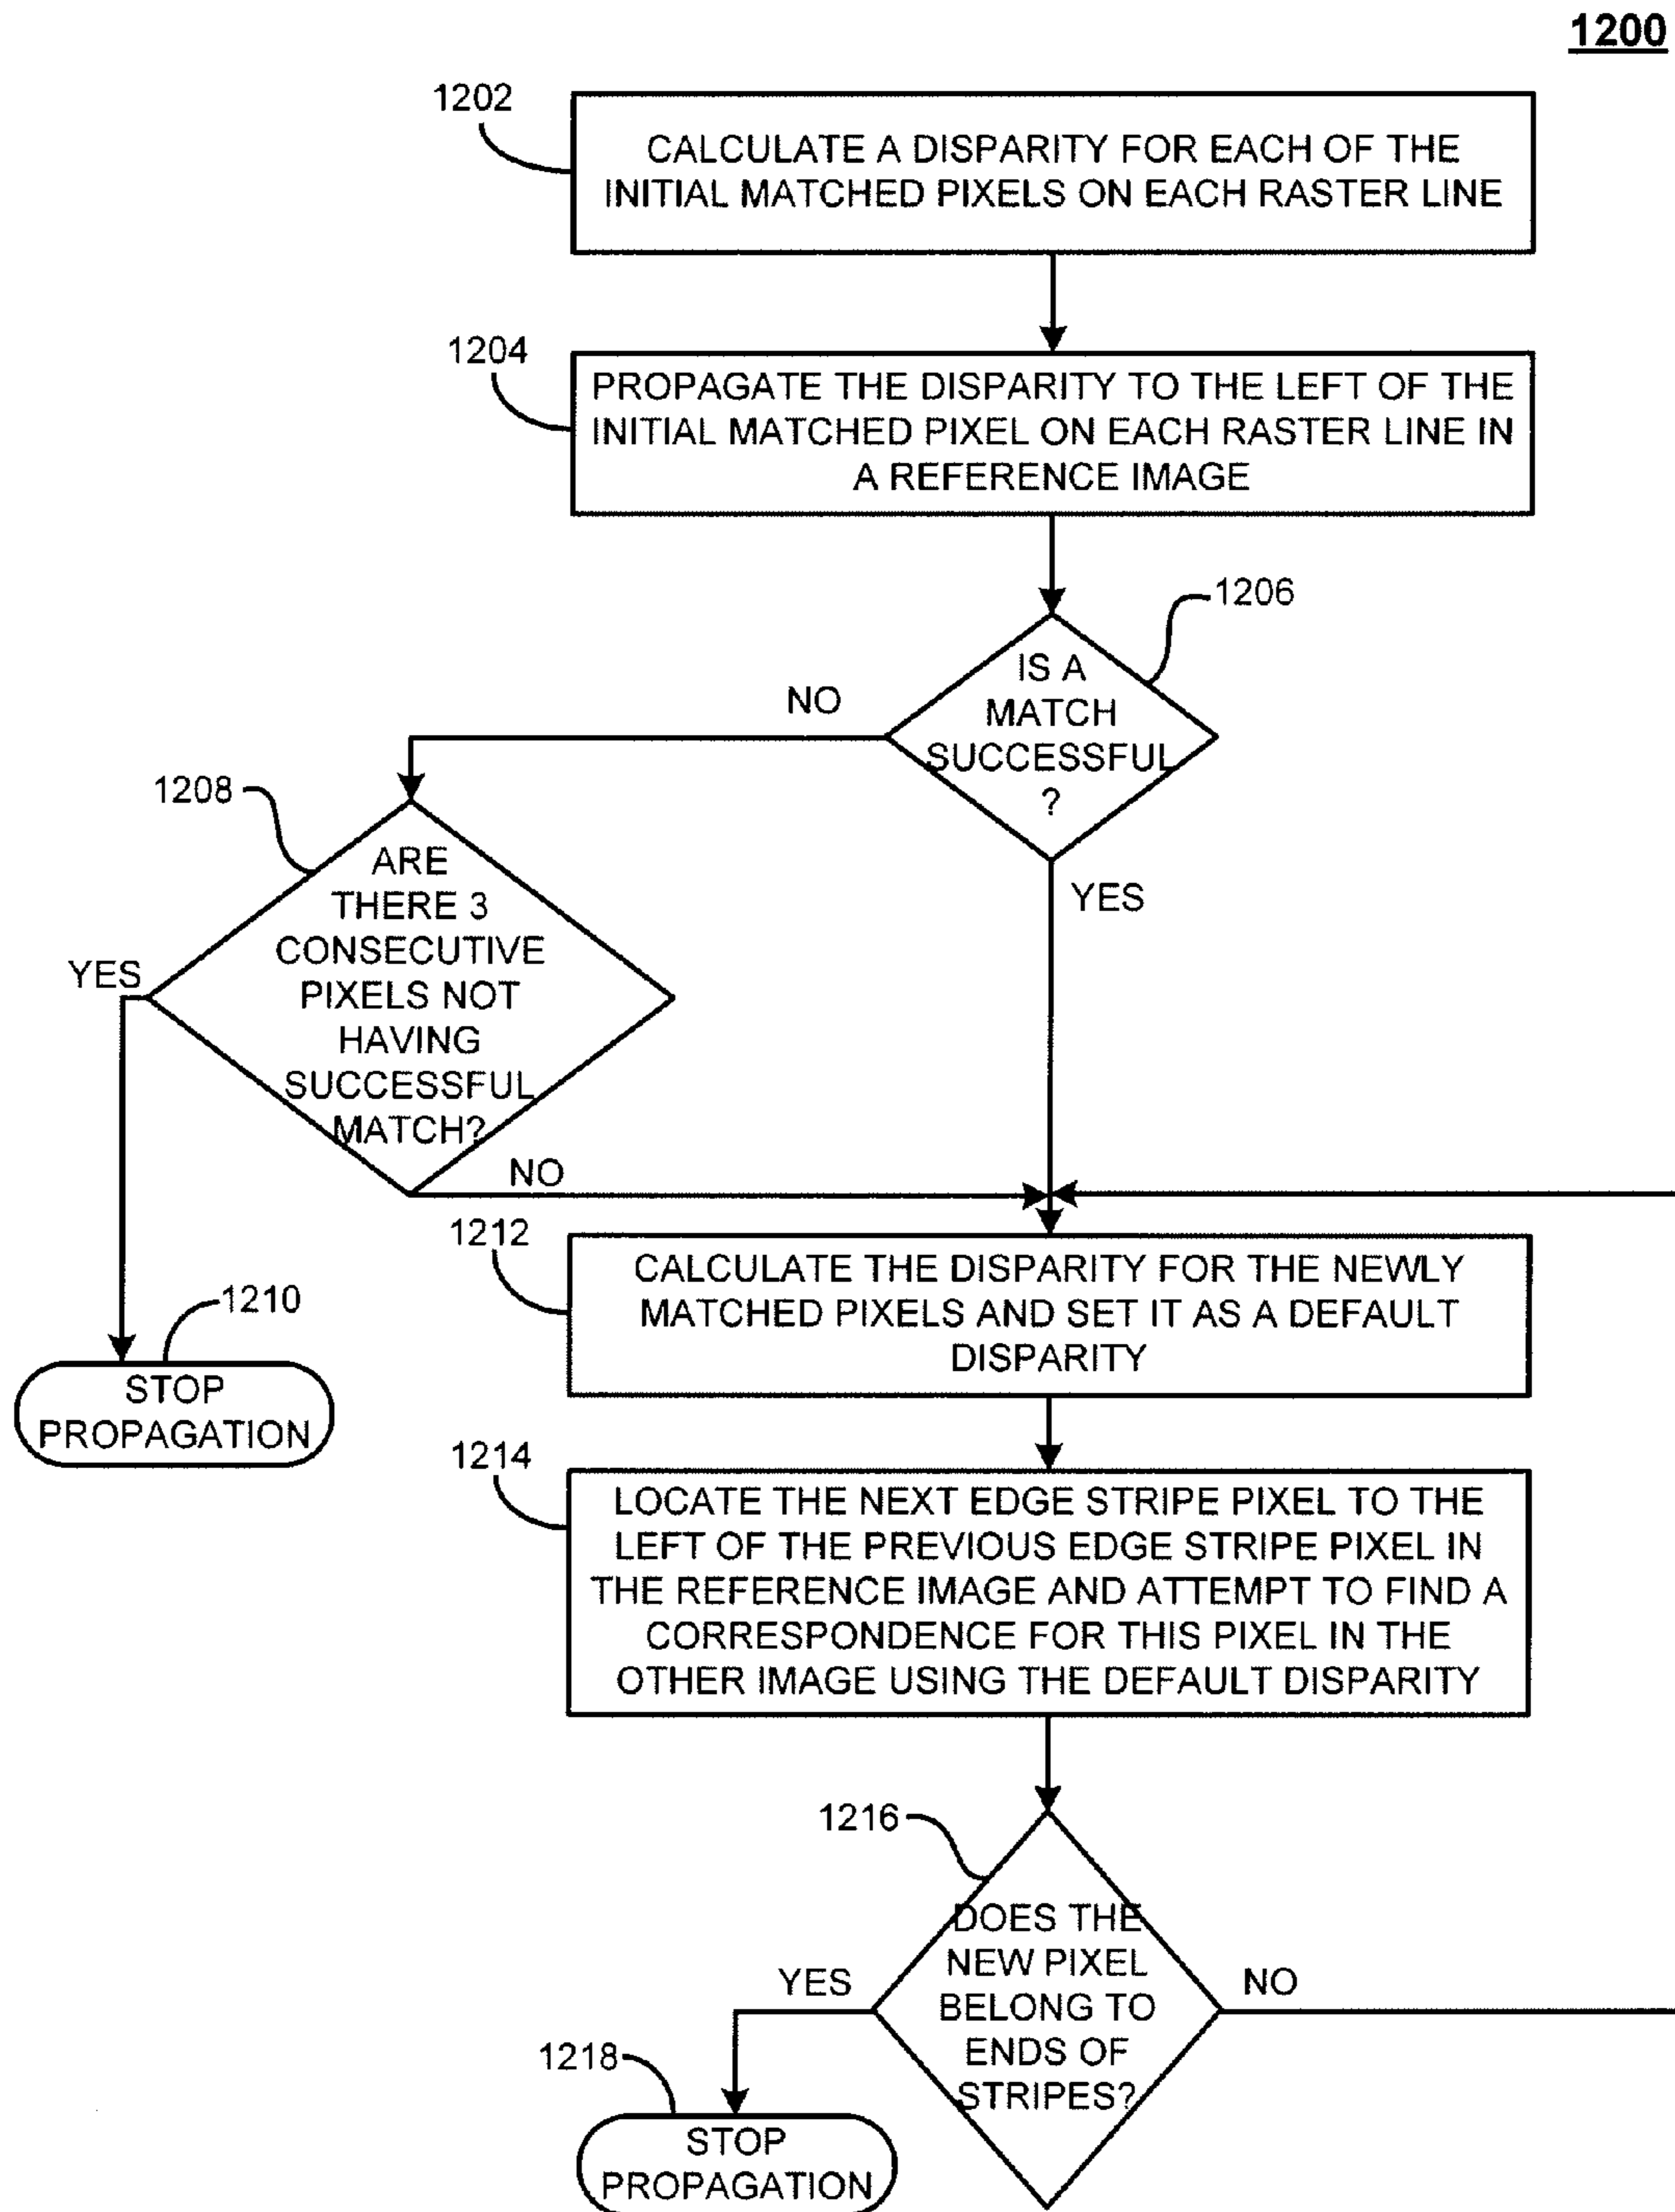 1200
1202
CALCULATE A DISPARITY FOR EACH OF THE
INITIAL MATCHED PIXELS ON EACH RASTER LINE
1204
PROPAGATE THE DISPARITY TO THE LEFT OF THE
INITIAL MATCHED PIXEL ON EACH RASTER LINE IN
A REFERENCE IMAGE
1206
IS A
MATCH
SUCCESSFUL
?
NO
YES
1208
ARE
THERE 3
CONSECUTIVE
PIXELS NOT
HAVING
SUCCESSFUL
MATCH?
YES
NO
1210
STOP
PROPAGATION
1212
CALCULATE THE DISPARITY FOR THE NEWLY
MATCHED PIXELS AND SET IT AS A DEFAULT
DISPARITY
1214
LOCATE THE NEXT EDGE STRIPE PIXEL TO THE
LEFT OF THE PREVIOUS EDGE STRIPE PIXEL IN
THE REFERENCE IMAGE AND ATTEMPT TO FIND A
CORRESPONDENCE FOR THIS PIXEL IN THE
OTHER IMAGE USING THE DEFAULT DISPARITY
1216
DOES THE
NEW PIXEL
BELONG TO
ENDS OF
STRIPES?
YES
NO
1218
STOP
PROPAGATION